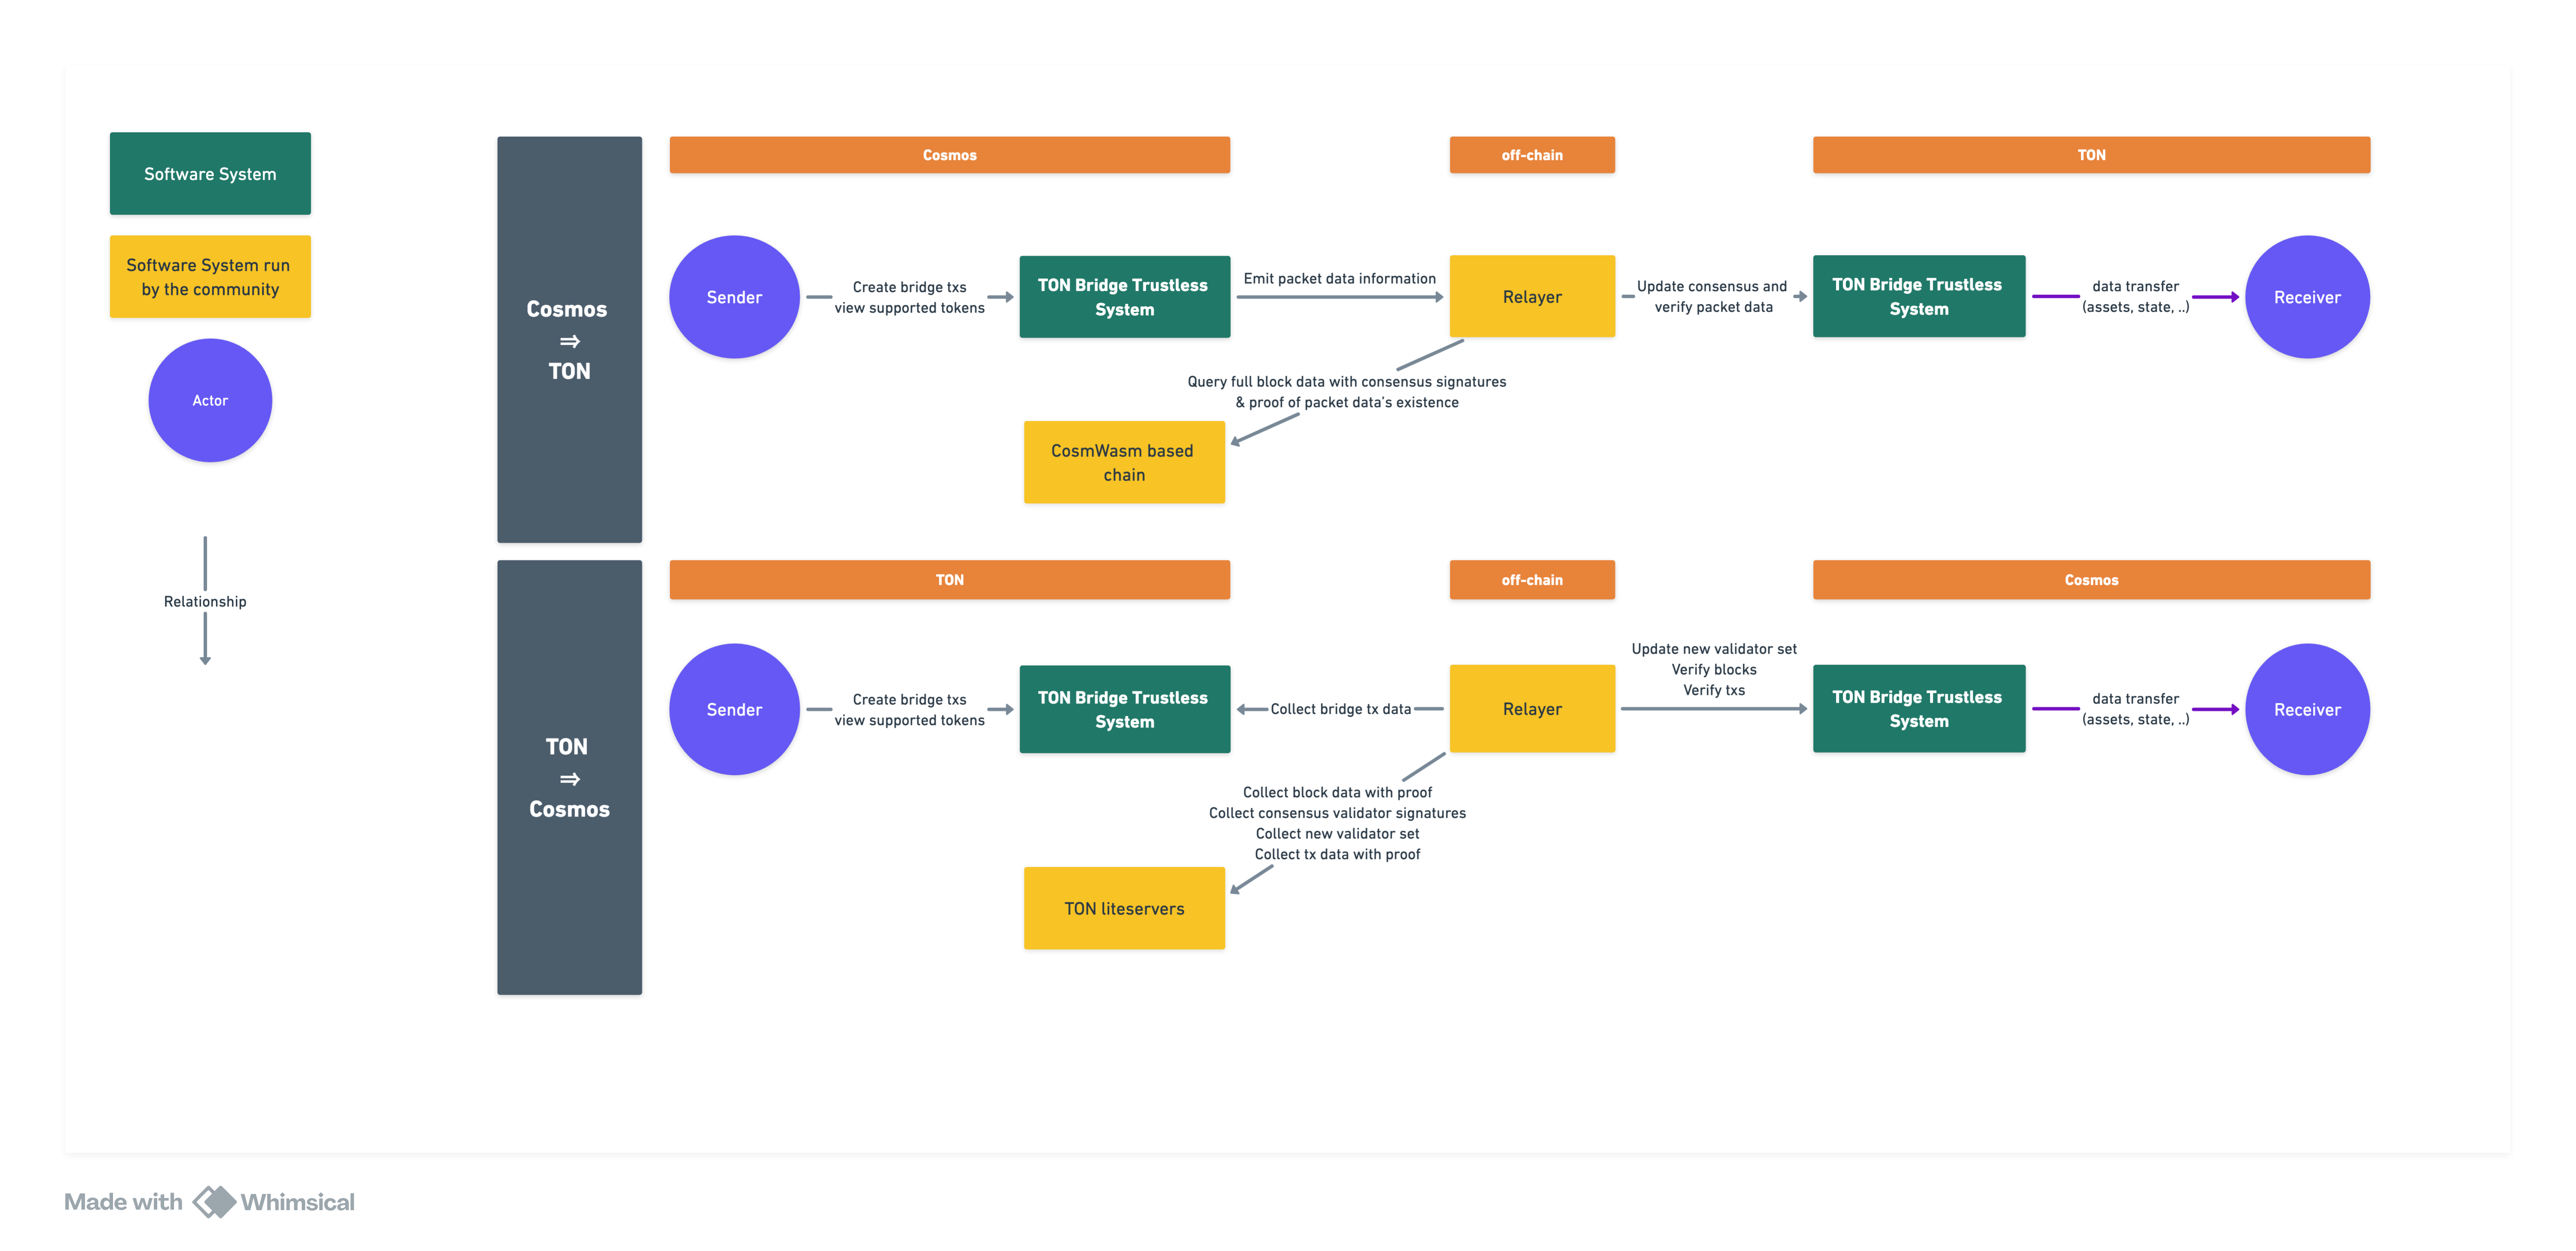 Software System
Software System run
by the community
Actor
Relationship
Cosmos
⇒
TON
Cosmos
off-chain
TON
Sender
Create bridge txs
view supported tokens
TON Bridge Trustless
System
Emit packet data information
Relayer
Update consensus and
verify packet data
TON Bridge Trustless
System
data transfer
(assets, state, ..)
Receiver
Query full block data with consensus signatures
& proof of packet data’s existence
CosmWasm based
chain
TON
⇒
Cosmos
TON
off-chain
Cosmos
Sender
Create bridge txs
view supported tokens
TON Bridge Trustless
System
Collect bridge tx data
Relayer
Update new validator set
Verify blocks
Verify txs
TON Bridge Trustless
System
data transfer
(assets, state, ..)
Receiver
Collect block data with proof
Collect consensus validator signatures
Collect new validator set
Collect tx data with proof
TON liteservers
Made with Whimsical